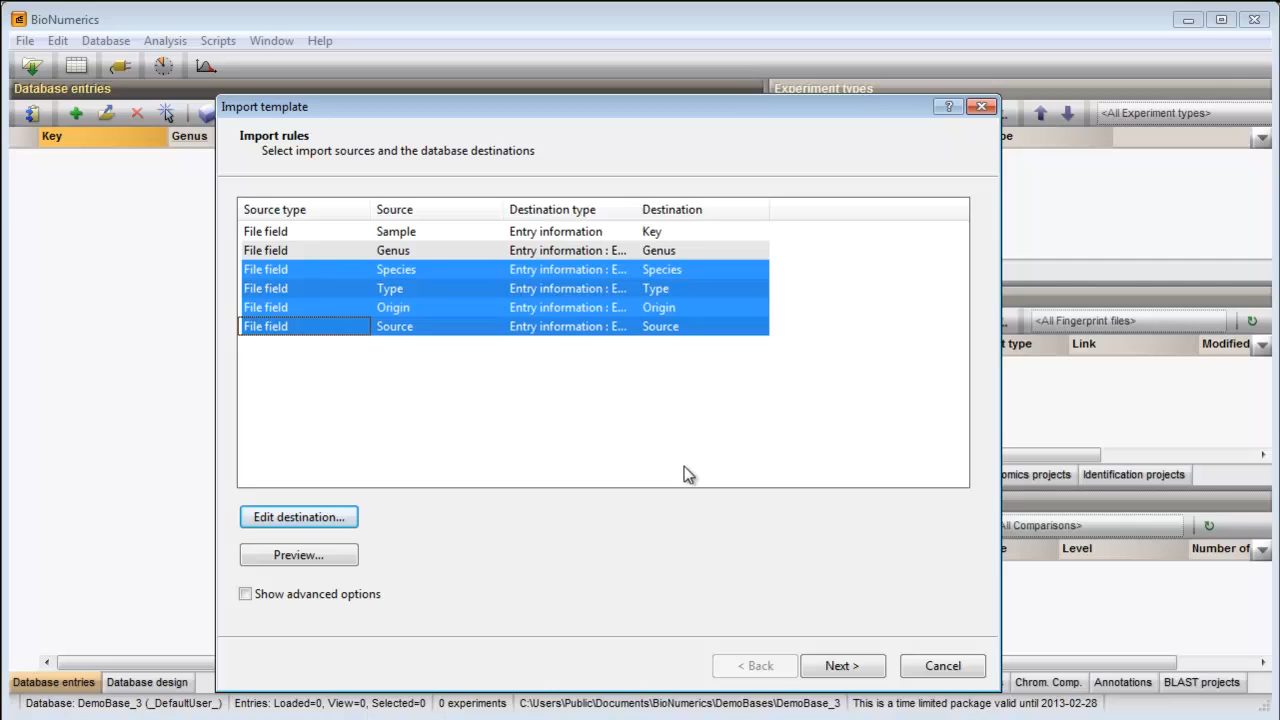 BioNumerics
File Edit Database Analysis Scripts Window Help
Database entries
Experiment types
<All Experiment types>
Key Genus
Import template
Import rules
Select import sources and the database destinations
Source type Source Destination type Destination
File field Sample Entry information Key
File field Genus Entry information : E... Genus
File field Species Entry information : E... Species
File field Type Entry information : E... Type
File field Origin Entry information : E... Origin
File field Source Entry information : E... Source
Edit destination...
Preview...
Show advanced options
< Back Next > Cancel
<All Fingerprint files>
t type Link Modified
omics projects Identification projects
All Comparisons>
e Level Number of
Database entries Database design
Chrom. Comp. Annotations BLAST projects
Database: DemoBase_3 (_DefaultUser_) Entries: Loaded=0, View=0, Selected=0 0 experiments C:\Users\Public\Documents\BioNumerics\DemoBases\DemoBase_3 This is a time limited package valid until 2013-02-28